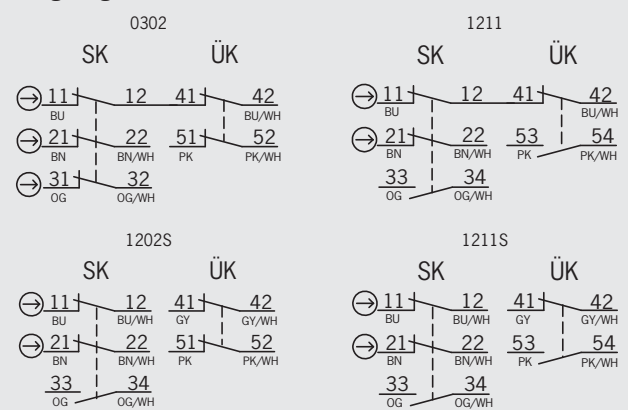 0302
SK ÜK
11 12 41 42
BU BU/WH
21 22 51 52
BN BN/WH PK PK/WH
31 32
OG OG/WH
1211
SK ÜK
11 12 41 42
BU BU/WH
21 22 53 54
BN BN/WH PK PK/WH
33 34
OG OG/WH
1202S
SK ÜK
11 12 41 42
BU BU/WH GY GY/WH
21 22 51 52
BN BN/WH PK PK/WH
33 34
OG OG/WH
1211S
SK ÜK
11 12 41 42
BU BU/WH GY GY/WH
21 22 53 54
BN BN/WH PK PK/WH
33 34
OG OG/WH